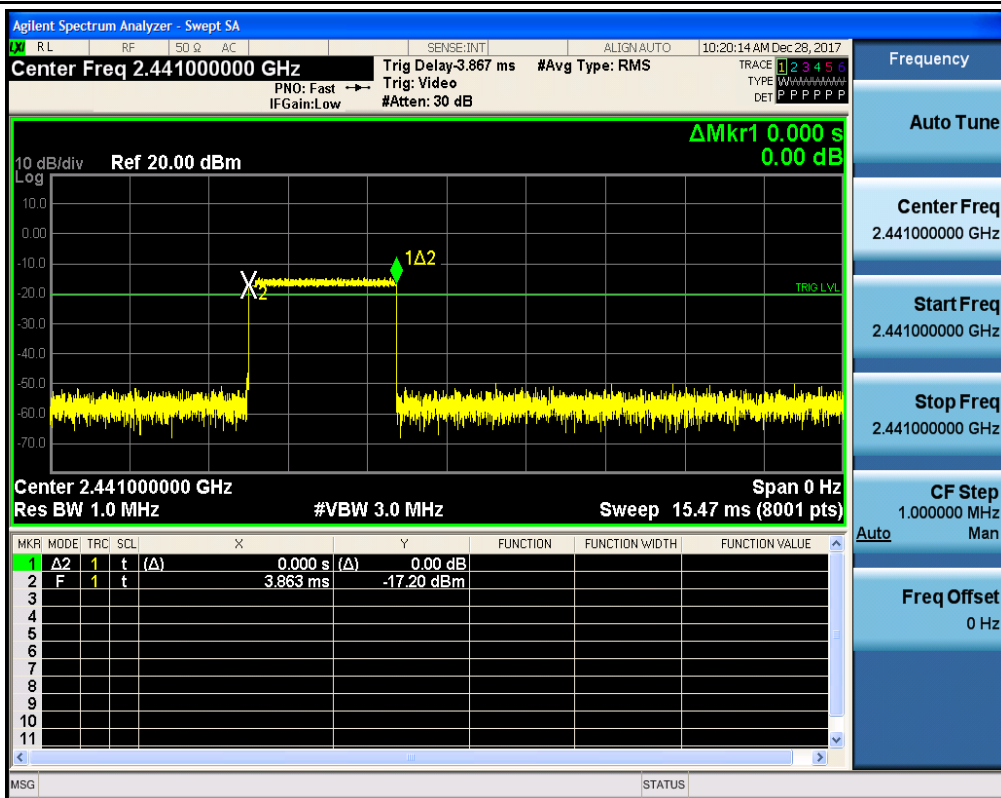 Agilent Spectrum Analyzer - Swept SA
LXI RL RF 50 Ω AC SENSE:INT ALIGN AUTO 10:20:14 AM Dec 28, 2017
Center Freq 2.441000000 GHz
PNO: Fast
IFGain:Low
Trig Delay-3.867 ms
Trig: Video
#Atten: 30 dB
#Avg Type: RMS
TRACE 1 2 3 4 5 6
TYPE WWWWWW
DET P P P P P P
ΔMkr1 0.000 s
0.00 dB
10 dB/div Ref 20.00 dBm
Log
10.0
0.00
-10.0
-20.0
-30.0
-40.0
-50.0
-60.0
-70.0
1Δ2
X2
TRIG LVL
Center 2.441000000 GHz Span 0 Hz
Res BW 1.0 MHz #VBW 3.0 MHz Sweep 15.47 ms (8001 pts)
MKR MODE TRC SCL X Y FUNCTION FUNCTION WIDTH FUNCTION VALUE
1 Δ2 1 t (Δ) 0.000 s (Δ) 0.00 dB
2 F 1 t 3.863 ms -17.20 dBm
3
4
5
6
7
8
9
10
11
MSG STATUS
Frequency
Auto Tune
Center Freq
2.441000000 GHz
Start Freq
2.441000000 GHz
Stop Freq
2.441000000 GHz
CF Step
1.000000 MHz
Auto Man
Freq Offset
0 Hz